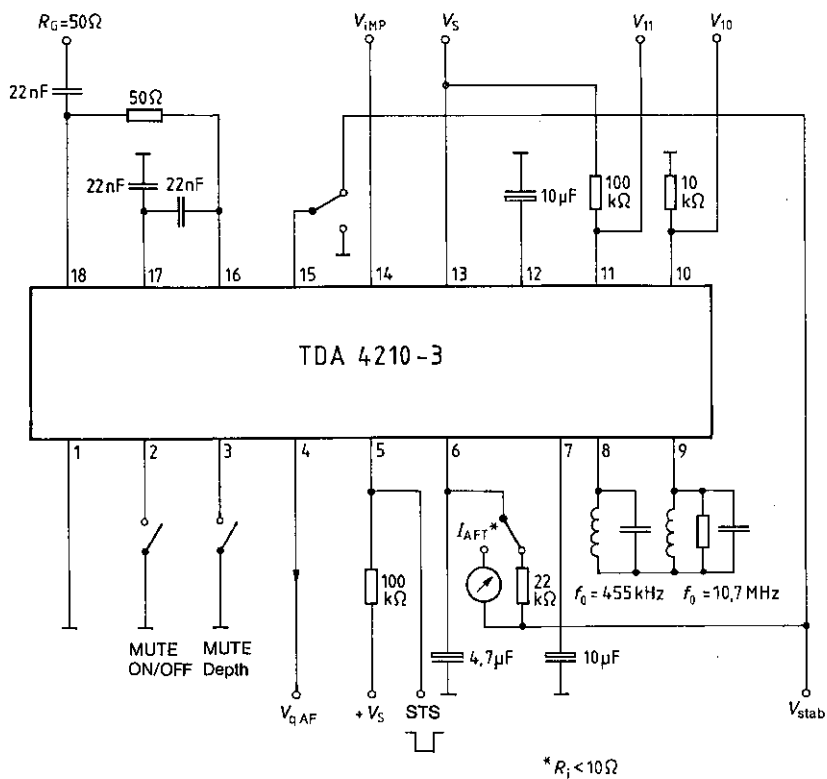 R_G=50Ω
V_iMP
V_S
V_11
V_10
22nF
50Ω
22nF
22nF
10µF
100 kΩ
10 kΩ
18
17
16
15
14
13
12
11
10
TDA 4210-3
1
2
3
4
5
6
7
8
9
I_AFT*
100 kΩ
22 kΩ
f_0 = 455 kHz
f_0 = 10,7 MHz
MUTE ON/OFF
MUTE Depth
4,7µF
10µF
V_q AF
+V_S
STS
V_stab
*R_i<10Ω